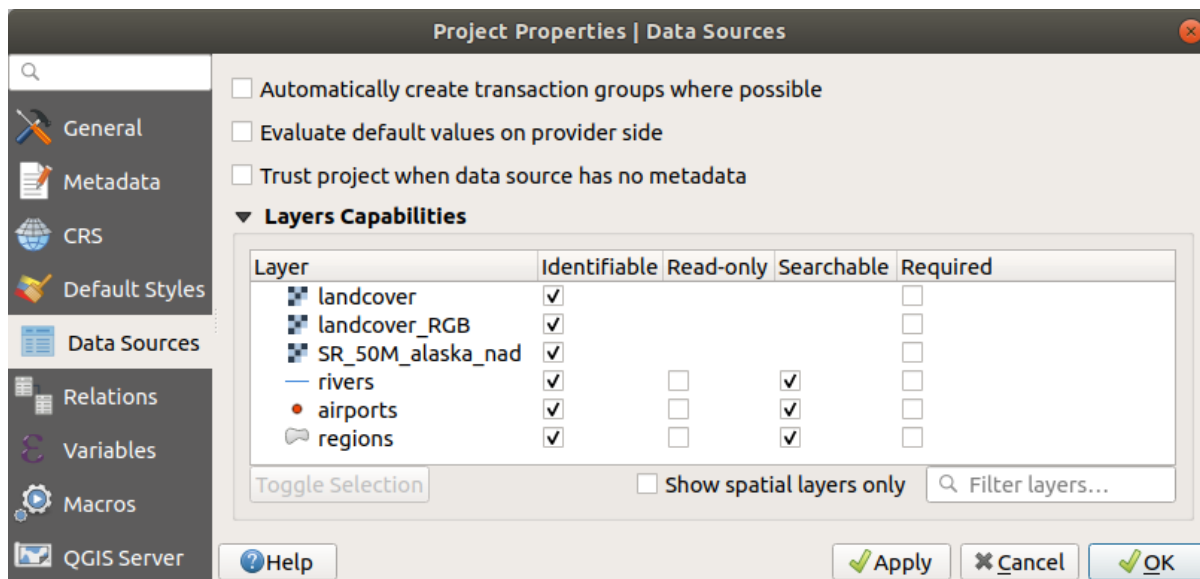 Project Properties | Data Sources
General
Metadata
CRS
Default Styles
Data Sources
Relations
Variables
Macros
QGIS Server
Automatically create transaction groups where possible
Evaluate default values on provider side
Trust project when data source has no metadata
Layers Capabilities
Layer Identifiable Read-only Searchable Required
landcover
landcover_RGB
SR_50M_alaska_nad
rivers
airports
regions
Toggle Selection Show spatial layers only Filter layers...
Help Apply Cancel OK